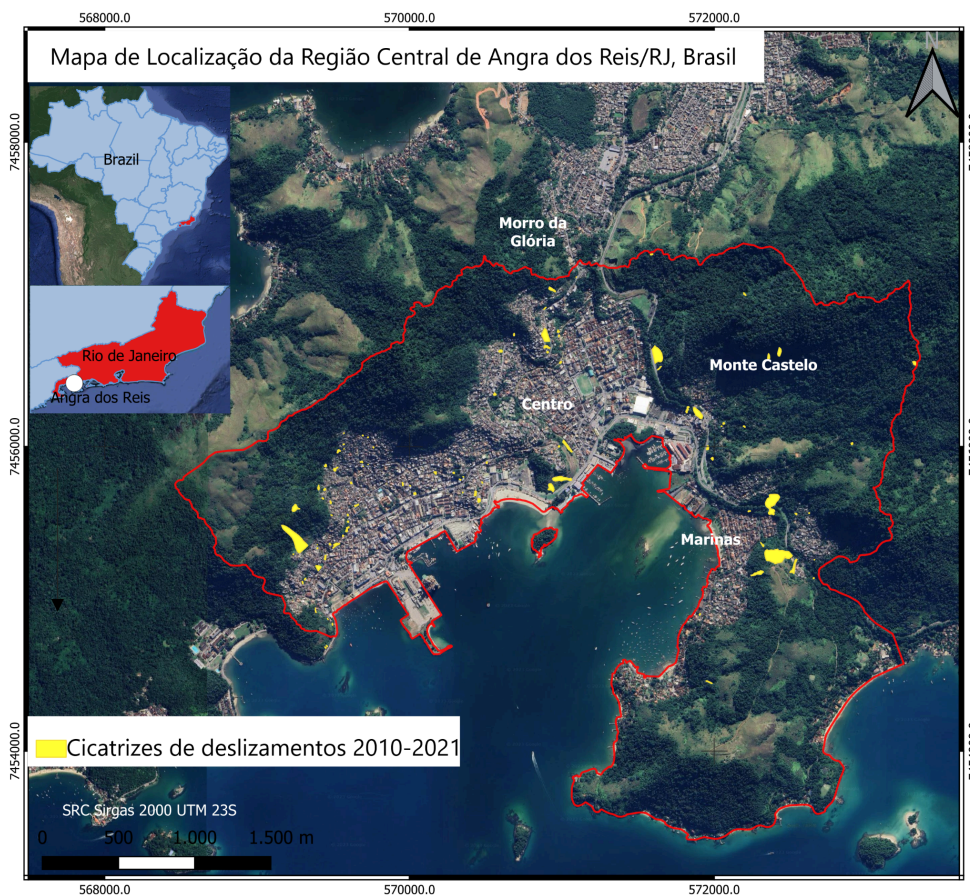 568000.0 570000.0 572000.0
Mapa de Localização da Região Central de Angra dos Reis/RJ, Brasil
N
7458000.0
Brazil
Morro da
Glória
Rio de Janeiro
Angra dos Reis
Monte Castelo
Centro
7456000.0
Marinas
Cicatrizes de deslizamentos 2010-2021
7454000.0
SRC Sirgas 2000 UTM 23S
0 500 1.000 1.500 m
568000.0 570000.0 572000.0